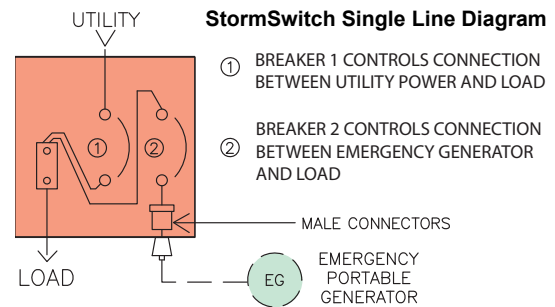 UTILITY
StormSwitch Single Line Diagram
① BREAKER 1 CONTROLS CONNECTION
BETWEEN UTILITY POWER AND LOAD
② BREAKER 2 CONTROLS CONNECTION
BETWEEN EMERGENCY GENERATOR
AND LOAD
① ②
MALE CONNECTORS
LOAD
EG
EMERGENCY
PORTABLE
GENERATOR